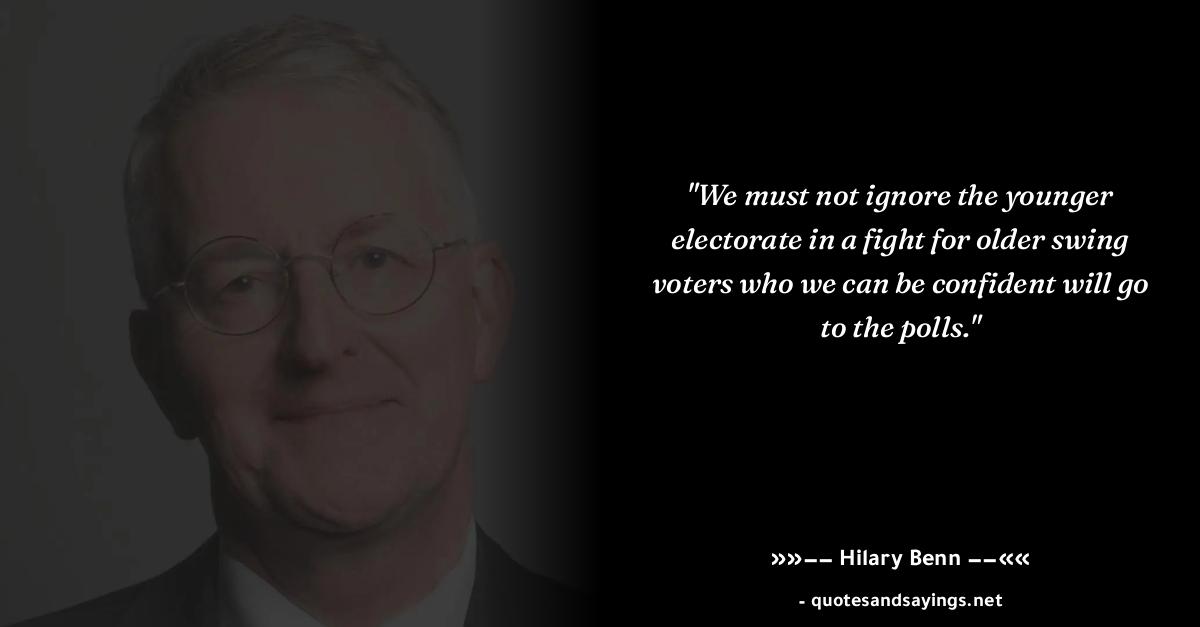 "We must not ignore the younger
electorate in a fight for older swing
voters who we can be confident will go
to the polls."
»»−− Hilary Benn −−««
- quotesandsayings.net